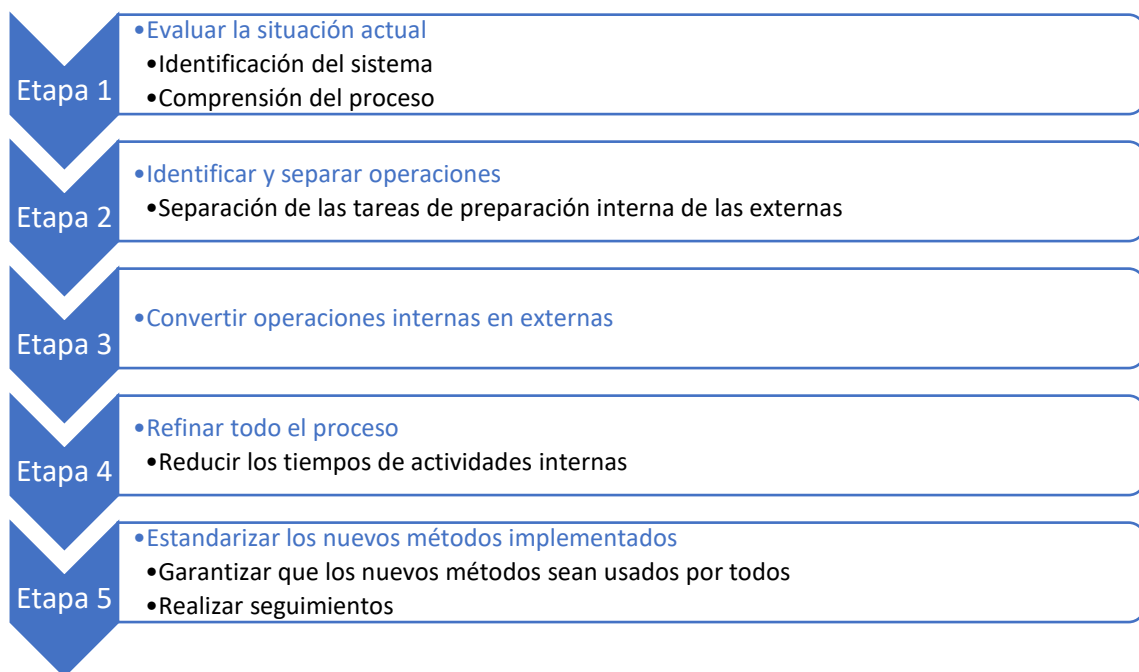 Etapa 1
•Evaluar la situación actual
•Identificación del sistema
•Comprensión del proceso
Etapa 2
•Identificar y separar operaciones
•Separación de las tareas de preparación interna de las externas
Etapa 3
•Convertir operaciones internas en externas
Etapa 4
•Refinar todo el proceso
•Reducir los tiempos de actividades internas
Etapa 5
•Estandarizar los nuevos métodos implementados
•Garantizar que los nuevos métodos sean usados por todos
•Realizar seguimientos